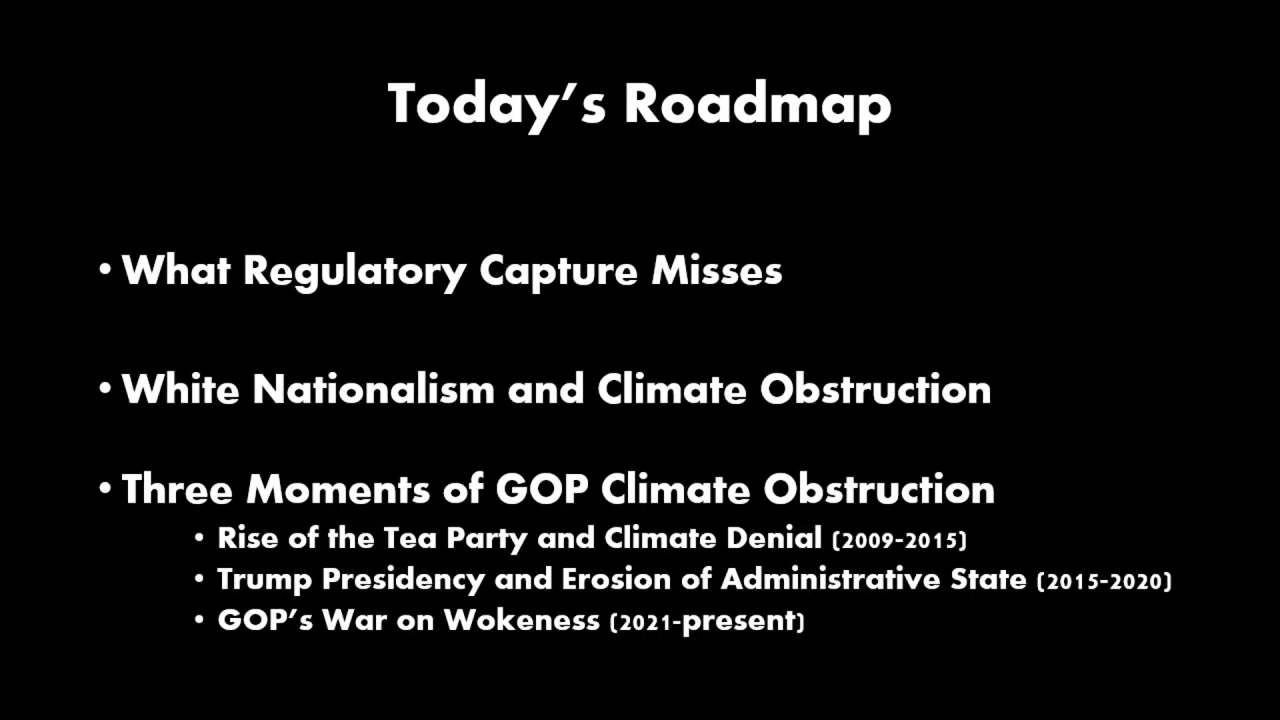 Today’s Roadmap
• What Regulatory Capture Misses
• White Nationalism and Climate Obstruction
• Three Moments of GOP Climate Obstruction
• Rise of the Tea Party and Climate Denial (2009-2015)
• Trump Presidency and Erosion of Administrative State (2015-2020)
• GOP’s War on Wokeness (2021-present)